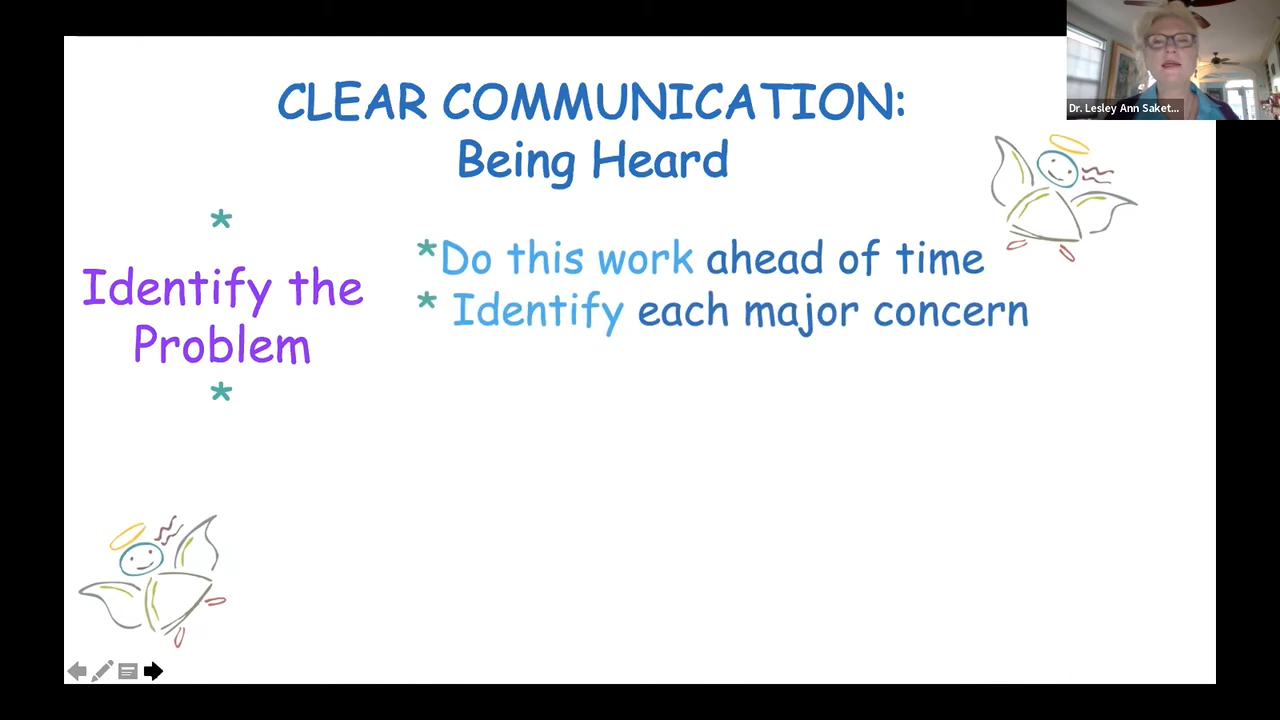 Dr. Lesley Ann Saket...
CLEAR COMMUNICATION:
Being Heard
*
Identify the
Problem
*
*Do this work ahead of time
* Identify each major concern